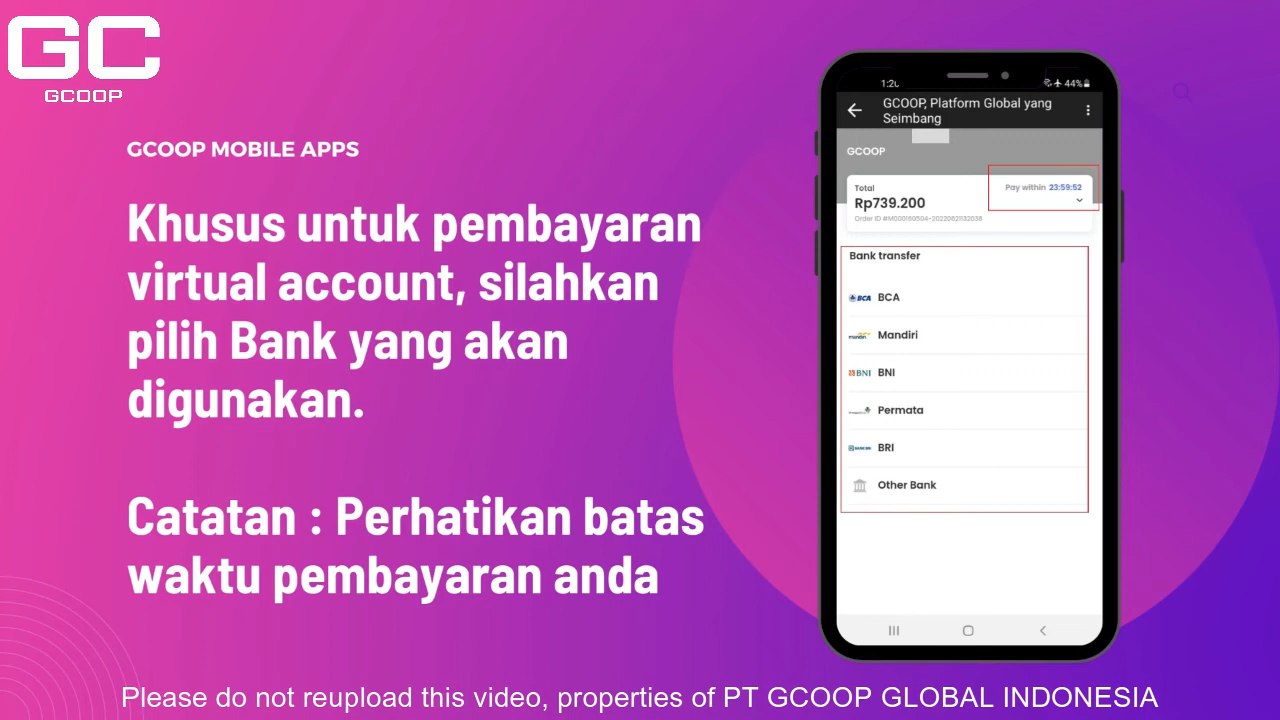 GC
GCOOP
GCOOP MOBILE APPS
Khusus untuk pembayaran
virtual account, silahkan
pilih Bank yang akan
digunakan.
Catatan : Perhatikan batas
waktu pembayaran anda
44%
GCOOP, Platform Global yang
Seimbang
GCOOP
Total
Pay within 23:59:52
Rp739.200
Bank transfer
BCA BCA
Mandiri
BNI BNI
Permata
BRI
Other Bank
Please do not reupload this video, properties of PT GCOOP GLOBAL INDONESIA